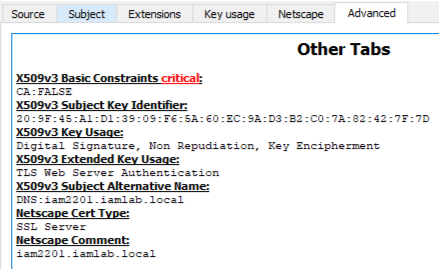 Source Subject Extensions Key usage Netscape Advanced
Other Tabs
X509v3 Basic Constraints critical:
CA:FALSE
X509v3 Subject Key Identifier:
20:9F:45:A1:D1:39:09:F6:5A:60:EC:9A:D3:B2:C0:7A:82:42:7F:7D
X509v3 Key Usage:
Digital Signature, Non Repudiation, Key Encipherment
X509v3 Extended Key Usage:
TLS Web Server Authentication
X509v3 Subject Alternative Name:
DNS:iam2201.iamlab.local
Netscape Cert Type:
SSL Server
Netscape Comment:
iam2201.iamlab.local